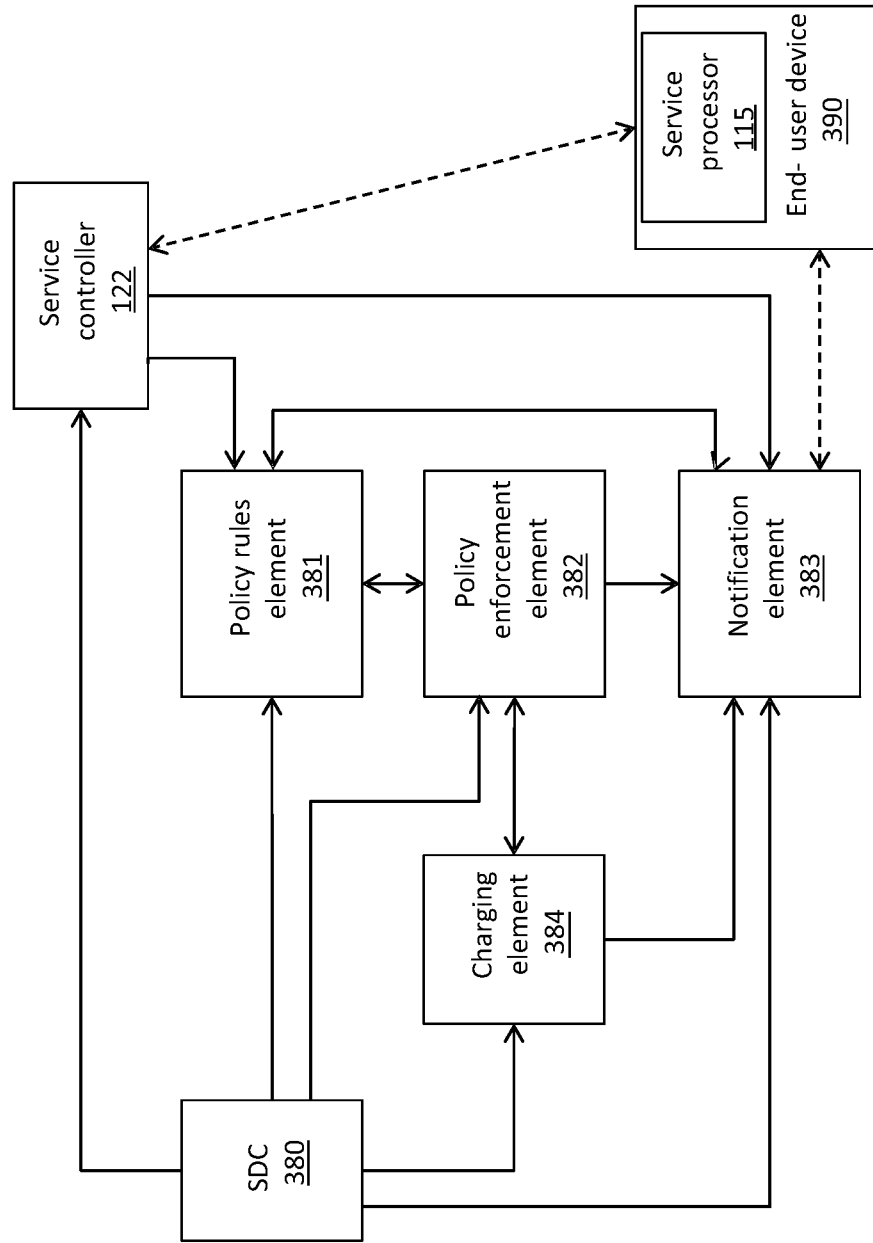 Service
controller
122
Service
processor
115
End- user device
390
Policy rules
element
381
Policy
enforcement
element
382
Notification
element
383
Charging
element
384
SDC
380